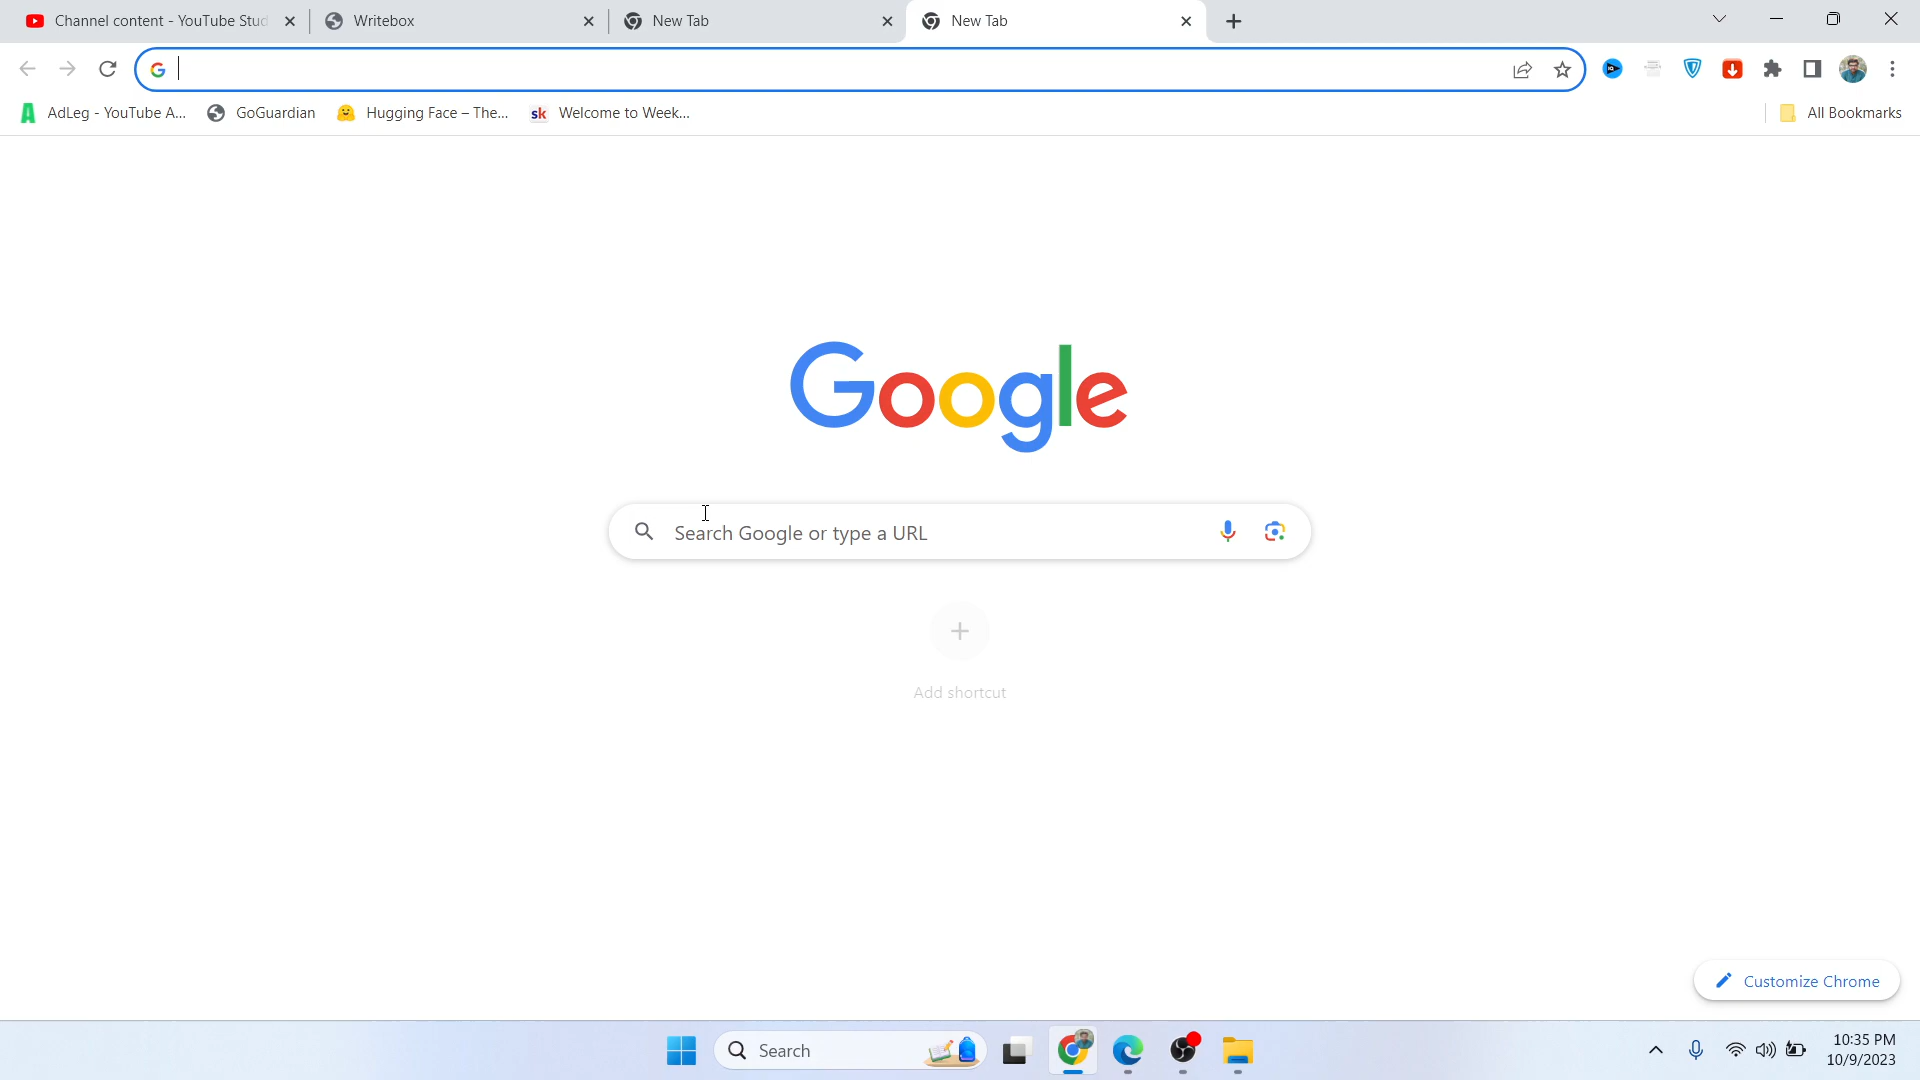 Channel content - YouTube Stud
Writebox
New Tab
New Tab
AdLeg - YouTube A...
GoGuardian
Hugging Face – The...
sk Welcome to Week...
All Bookmarks
Google
Search Google or type a URL
Add shortcut
Customize Chrome
Search
10:35 PM
10/9/2023